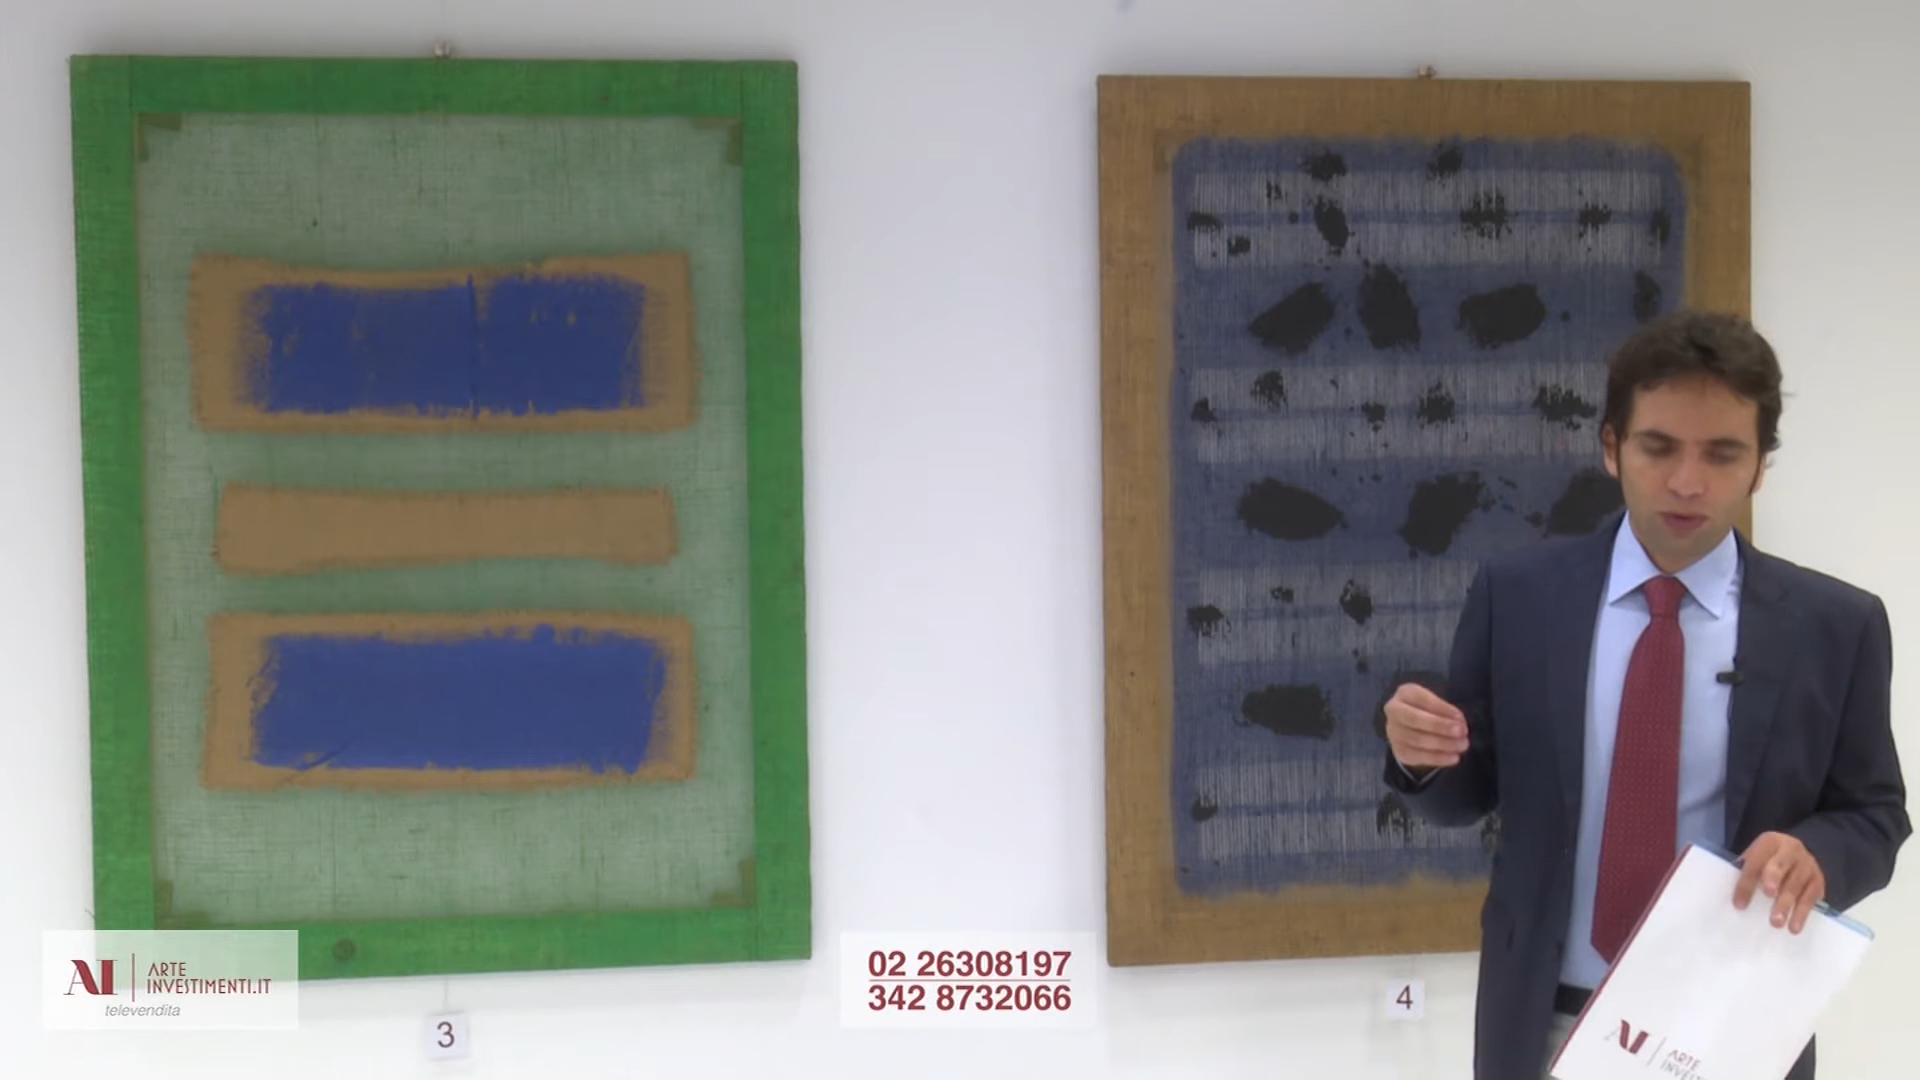 AI ARTE
INVESTIMENTI.IT
televendita
3
02 26308197
342 8732066
4
AI ARTE